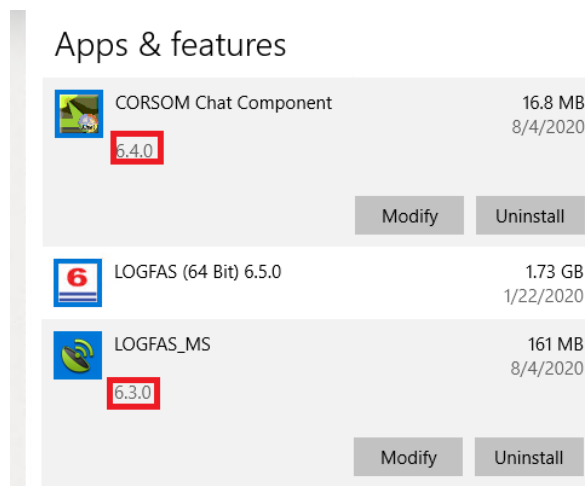 Apps & features
CORSOM Chat Component 16.8 MB
8/4/2020
6.4.0
Modify Uninstall
6 LOGFAS (64 Bit) 6.5.0 1.73 GB
1/22/2020
LOGFAS_MS 161 MB
8/4/2020
6.3.0
Modify Uninstall